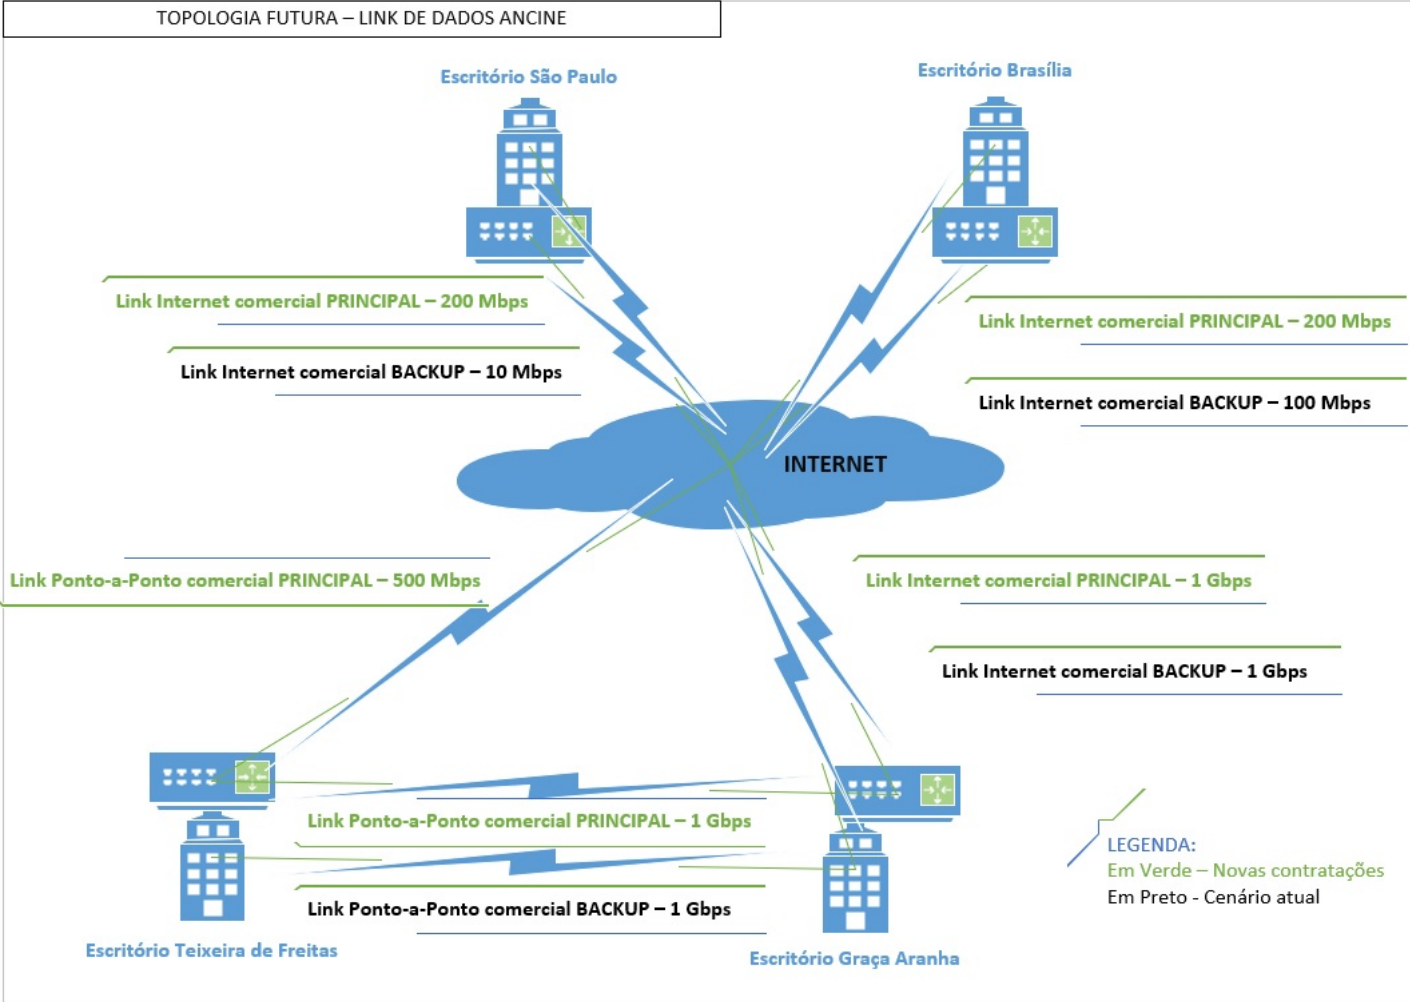 TOPOLOGIA FUTURA – LINK DE DADOS ANCINE
Escritório São Paulo
Escritório Brasília
Link Internet comercial PRINCIPAL – 200 Mbps
Link Internet comercial BACKUP – 10 Mbps
Link Internet comercial PRINCIPAL – 200 Mbps
Link Internet comercial BACKUP – 100 Mbps
INTERNET
Link Ponto-a-Ponto comercial PRINCIPAL – 500 Mbps
Link Internet comercial PRINCIPAL – 1 Gbps
Link Internet comercial BACKUP – 1 Gbps
Link Ponto-a-Ponto comercial PRINCIPAL – 1 Gbps
Link Ponto-a-Ponto comercial BACKUP – 1 Gbps
Escritório Teixeira de Freitas
Escritório Graça Aranha
LEGENDA:
Em Verde – Novas contratações
Em Preto - Cenário atual